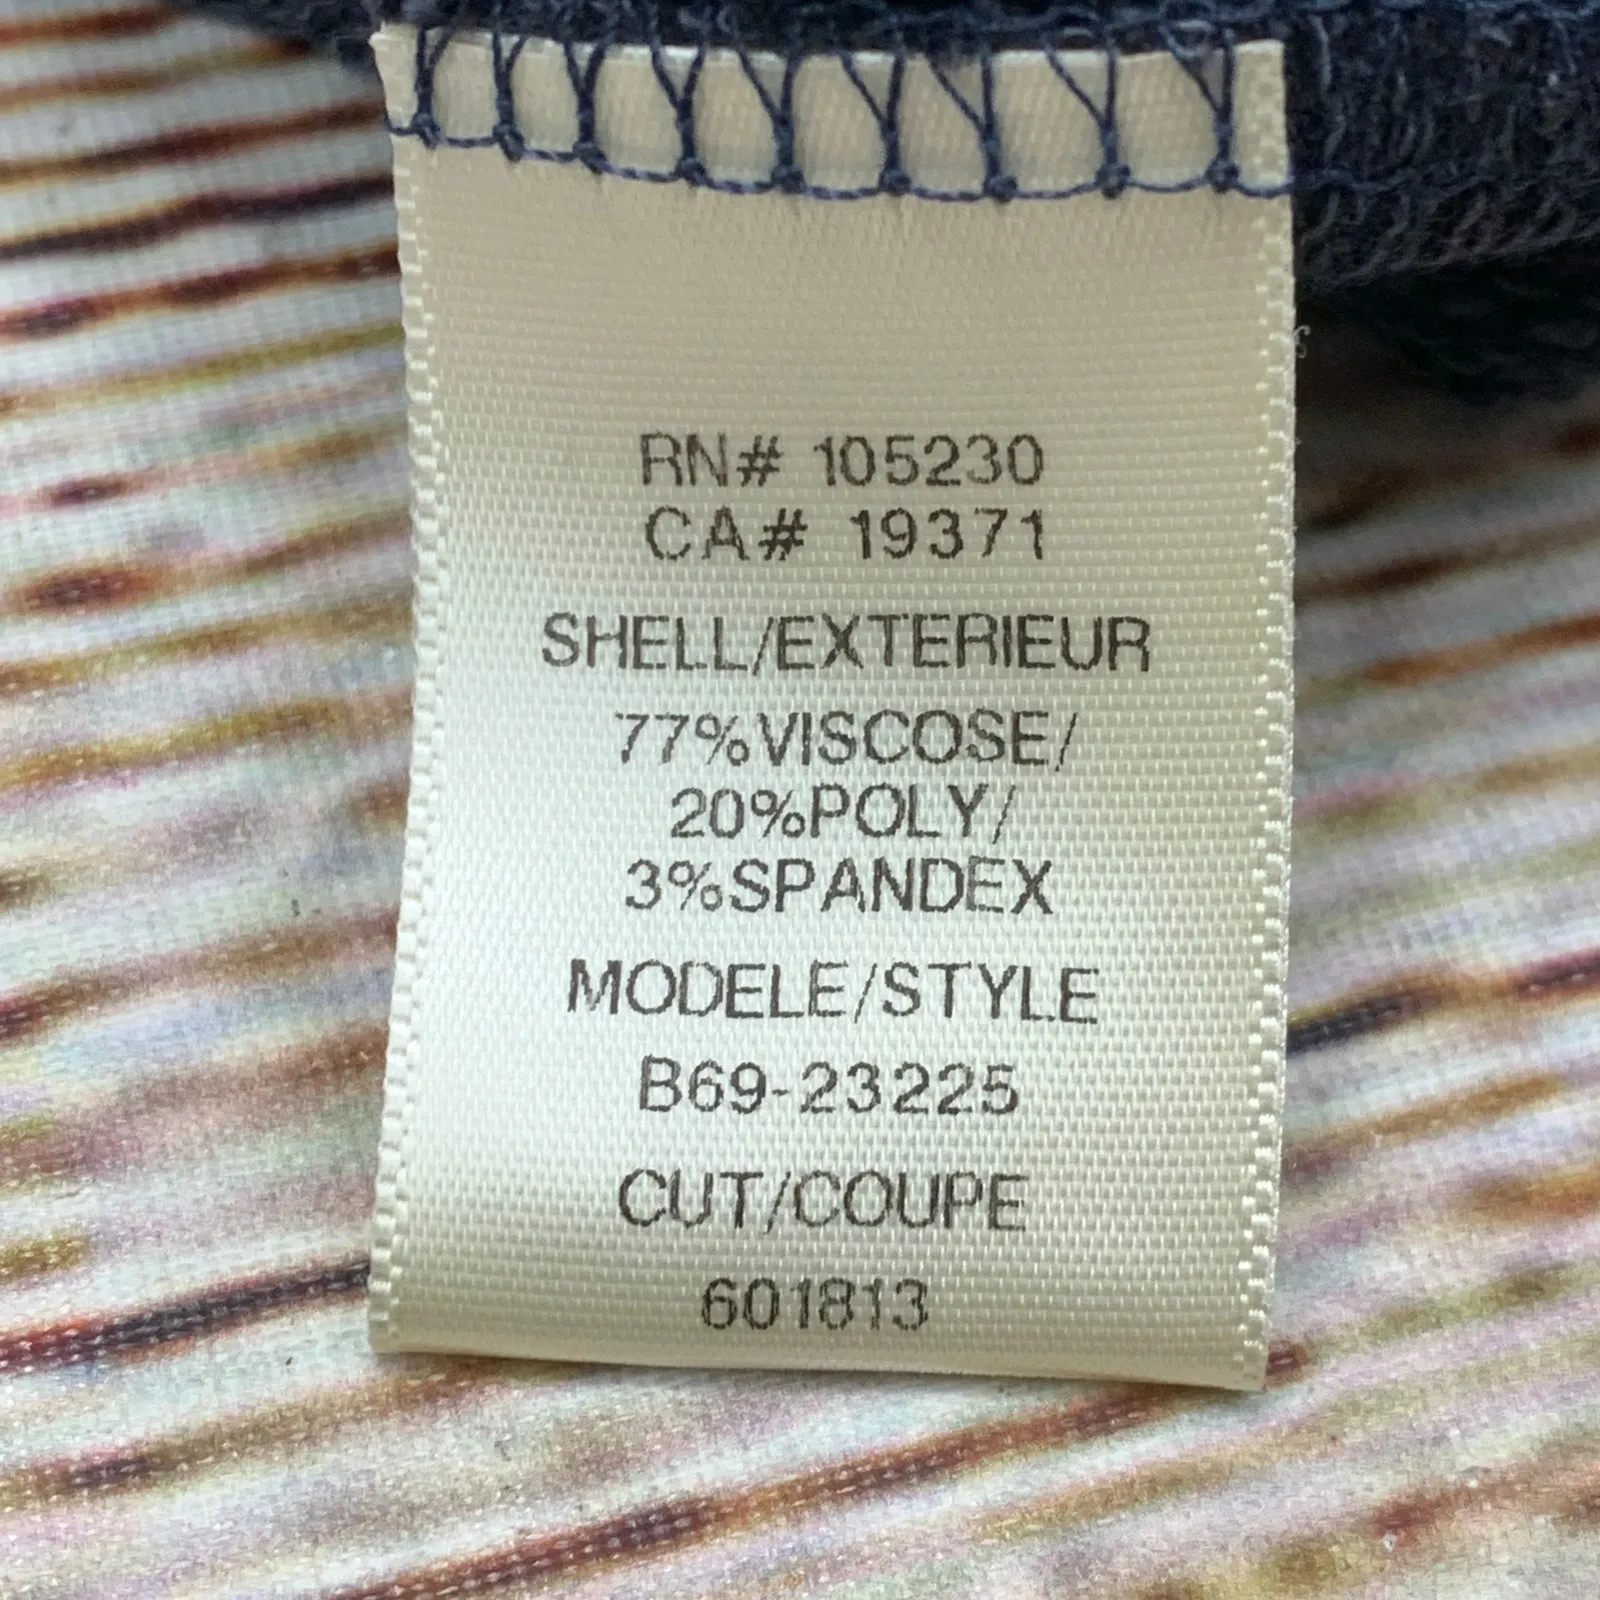 RN# 105230
CA# 19371
SHELL/EXTERIEUR
77%VISCOSE/
20%POLY/
3%SPANDEX
MODELE/STYLE
B69-23225
CUT/COUPE
601813